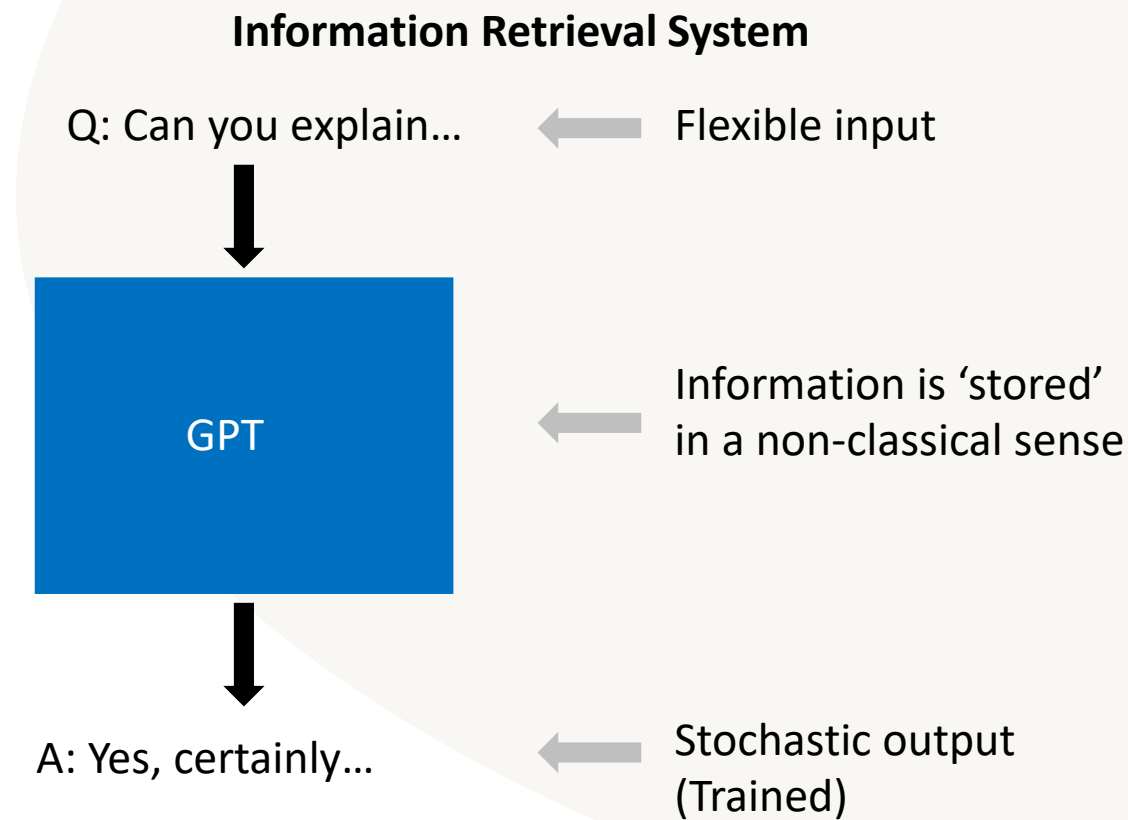 Information Retrieval System
Q: Can you explain…
Flexible input
GPT
Information is ‘stored’
in a non-classical sense
A: Yes, certainly…
Stochastic output
(Trained)